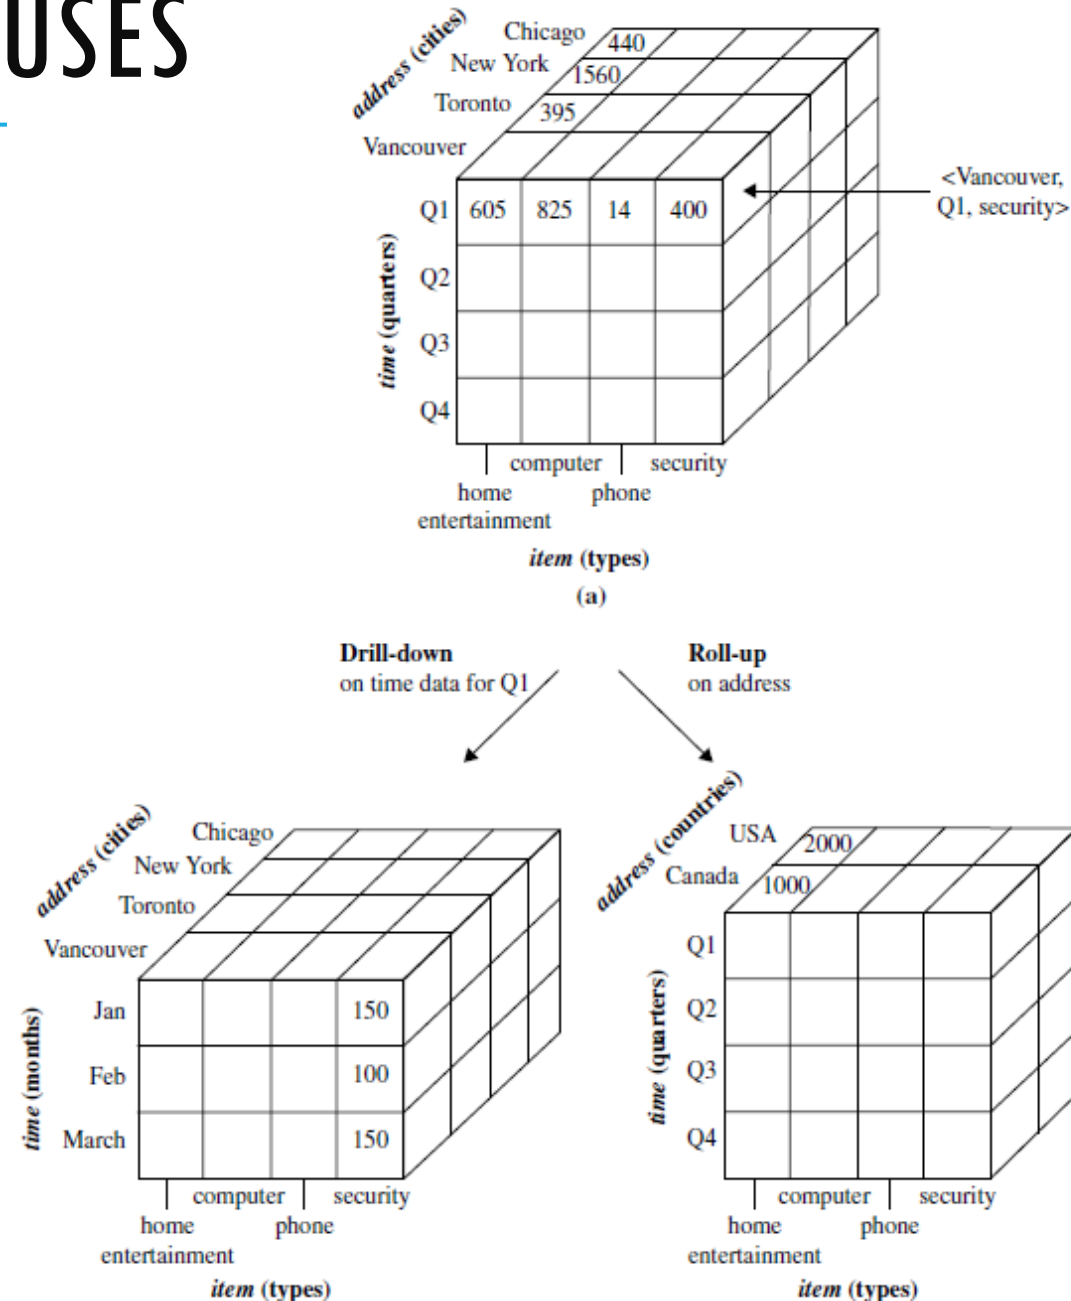 USES
address (cities)
Chicago
New York
Toronto
Vancouver
440
1560
395
<Vancouver,
Q1, security>
time (quarters)
Q1 605 825 14 400
Q2
Q3
Q4
computer security
home phone
entertainment
item (types)
(a)
Drill-down
on time data for Q1
Roll-up
on address
address (cities)
Chicago
New York
Toronto
Vancouver
time (months)
Jan 150
Feb 100
March 150
computer security
home phone
entertainment
item (types)
address (countries)
USA 2000
Canada 1000
time (quarters)
Q1
Q2
Q3
Q4
computer security
home phone
entertainment
item (types)